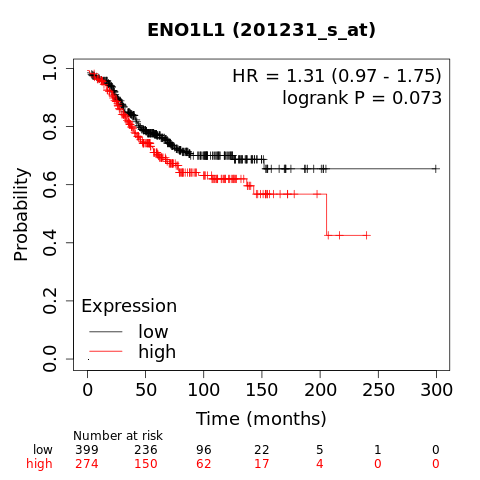 ENO1L1 (201231_s_at)
HR = 1.31 (0.97 - 1.75)
logrank P = 0.073
Probability
1.0
0.8
0.6
0.4
0.2
0.0
Expression
low
high
0 50 100 150 200 250 300
Time (months)
Number at risk
low 399 236 96 22 5 1 0
high 274 150 62 17 4 0 0